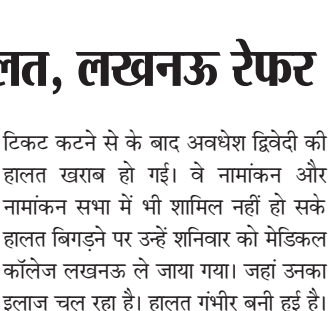 लत, लखनऊ रेफर
टिकट कटने से के बाद अवधेश द्विवेदी की
हालत खराब हो गई। वे नामांकन और
नामांकन सभा में भी शामिल नहीं हो सके
हालत बिगड़ने पर उन्हें शनिवार को मेडिकल
कॉलेज लखनऊ ले जाया गया। जहां उनका
इलाज चल रहा है। हालत गंभीर बनी हुई है।